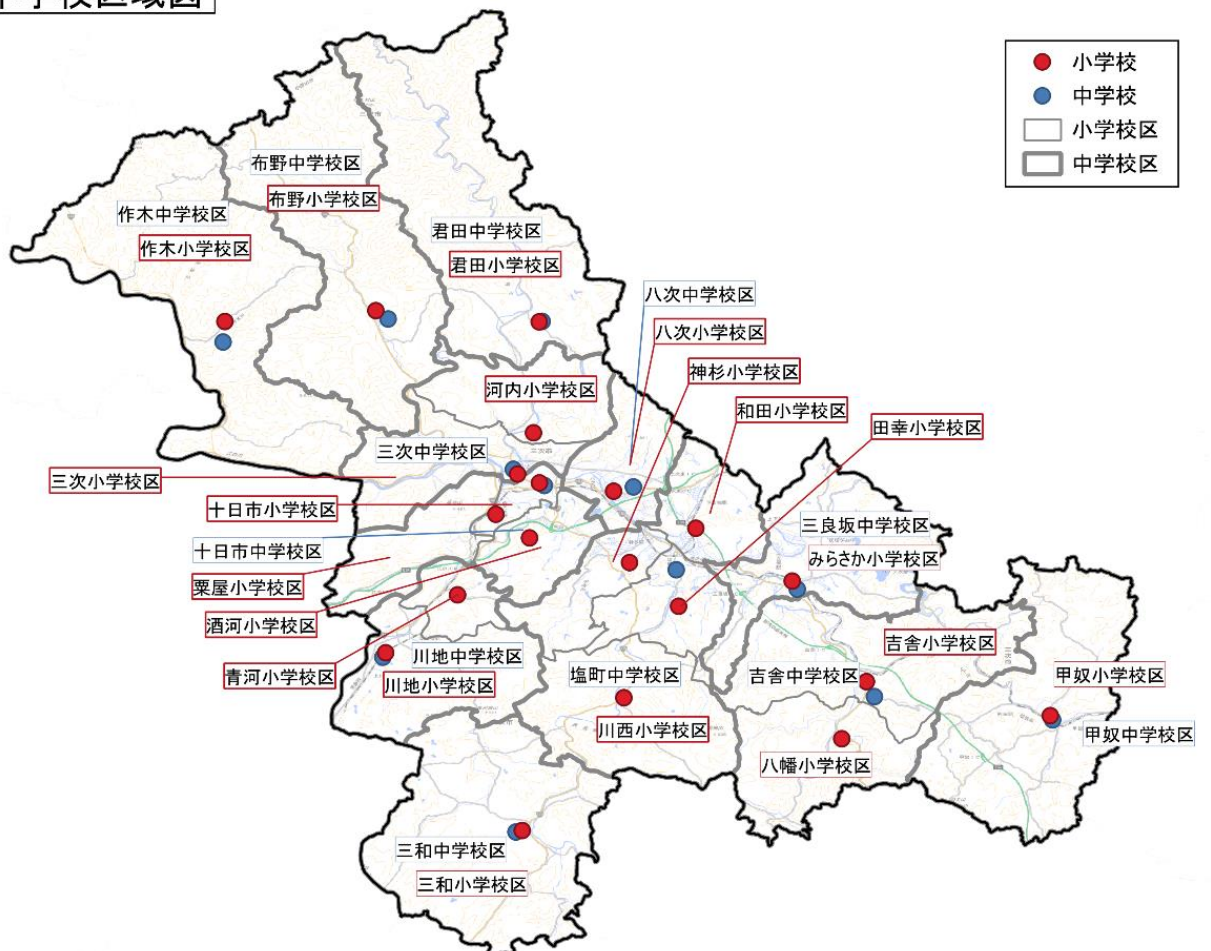 小学校
中学校
小学校区
中学校区
布野中学校区
布野小学校区
作木中学校区
作木小学校区
君田中学校区
君田小学校区
八次中学校区
八次小学校区
神杉小学校区
和田小学校区
田幸小学校区
河内小学校区
三次中学校区
三次小学校区
十日市小学校区
十日市中学校区
粟屋小学校区
酒河小学校区
青河小学校区
三良坂中学校区
みらさか小学校区
吉舎小学校区
吉舎中学校区
甲奴小学校区
甲奴中学校区
川地中学校区
川地小学校区
塩町中学校区
川西小学校区
八幡小学校区
三和中学校区
三和小学校区